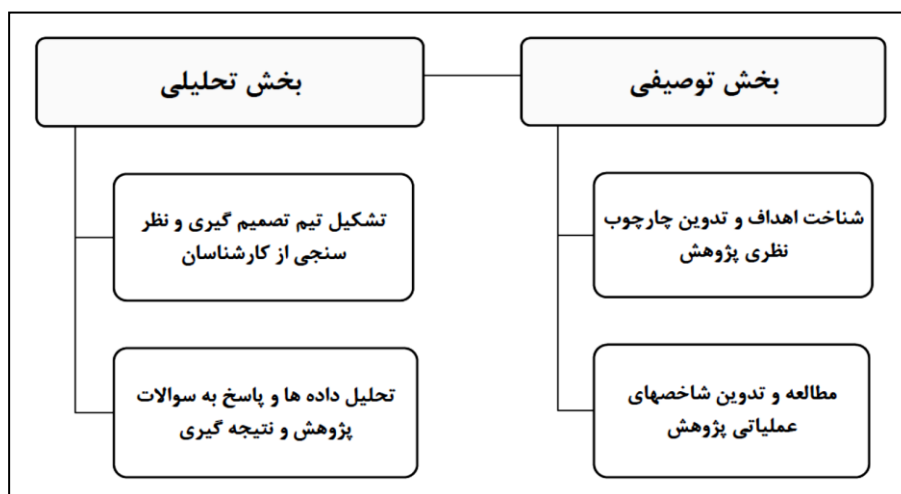 بخش توصیفی
شناخت اهداف و تدوین چارچوب
نظری پژوهش
مطالعه و تدوین شاخصهای
عملیاتی پژوهش
بخش تحلیلی
تشکیل تیم تصمیم گیری و نظر
سنجی از کارشناسان
تحلیل داده ها و پاسخ به سوالات
پژوهش و نتیجه گیری